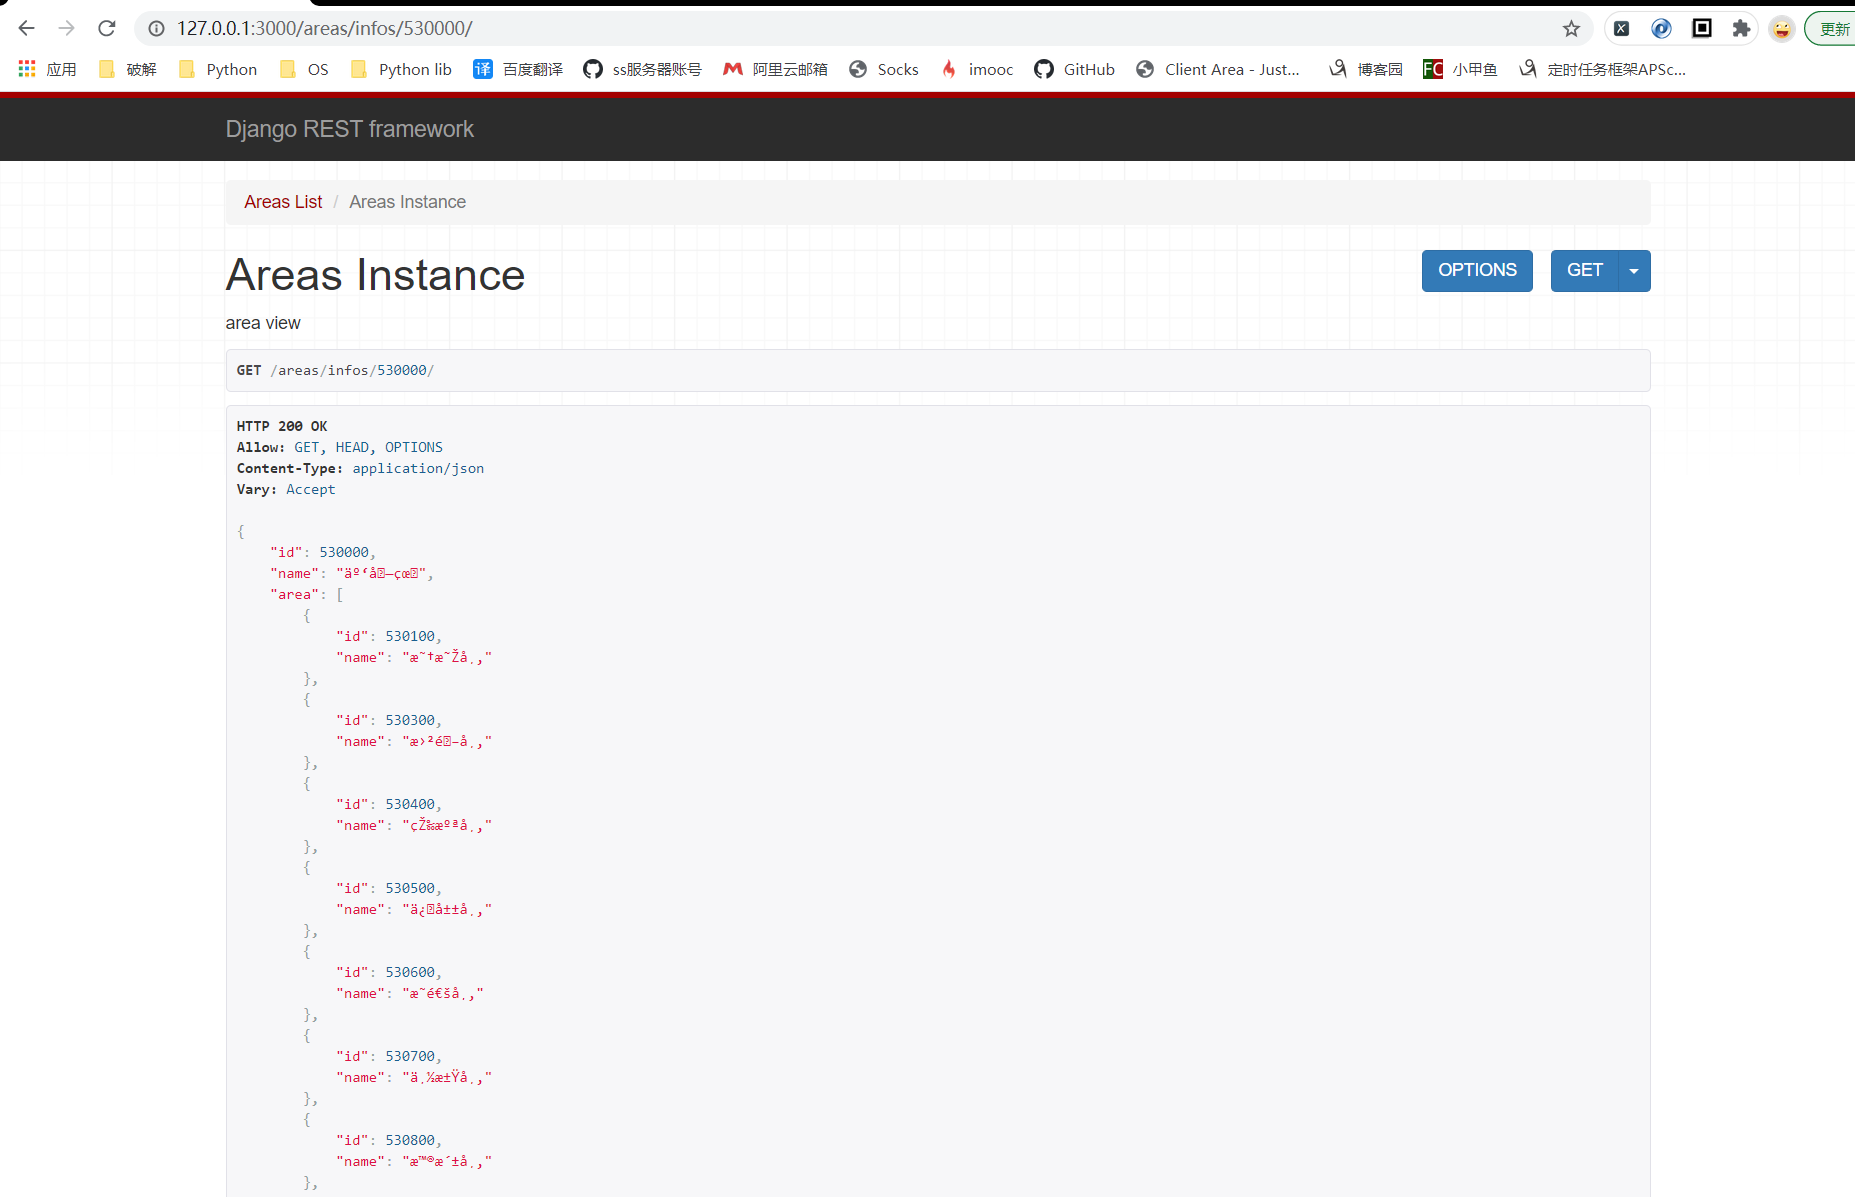 127.0.0.1:3000/areas/infos/530000/
更新
应用 破解 Python OS Python lib 译 百度翻译 ss服务器账号 阿里云邮箱 Socks imooc GitHub Client Area - Just... 博客园 FC 小甲鱼 定时任务框架APSc...
Django REST framework
Areas List / Areas Instance
Areas Instance
OPTIONS GET
area view
GET /areas/infos/530000/
HTTP 200 OK
Allow: GET, HEAD, OPTIONS
Content-Type: application/json
Vary: Accept
{
"id": 530000,
"name": "äº‘å—çœ",
"area": [
{
"id": 530100,
"name": "æ˜†æ˜Žå¸‚"
},
{
"id": 530300,
"name": "æ›²é–å¸‚"
},
{
"id": 530400,
"name": "çŽ‰æºªå¸‚"
},
{
"id": 530500,
"name": "ä¿å±±å¸‚"
},
{
"id": 530600,
"name": "æ˜é€šå¸‚"
},
{
"id": 530700,
"name": "ä¸½æ±Ÿå¸‚"
},
{
"id": 530800,
"name": "æ™®æ´±å¸‚"
},